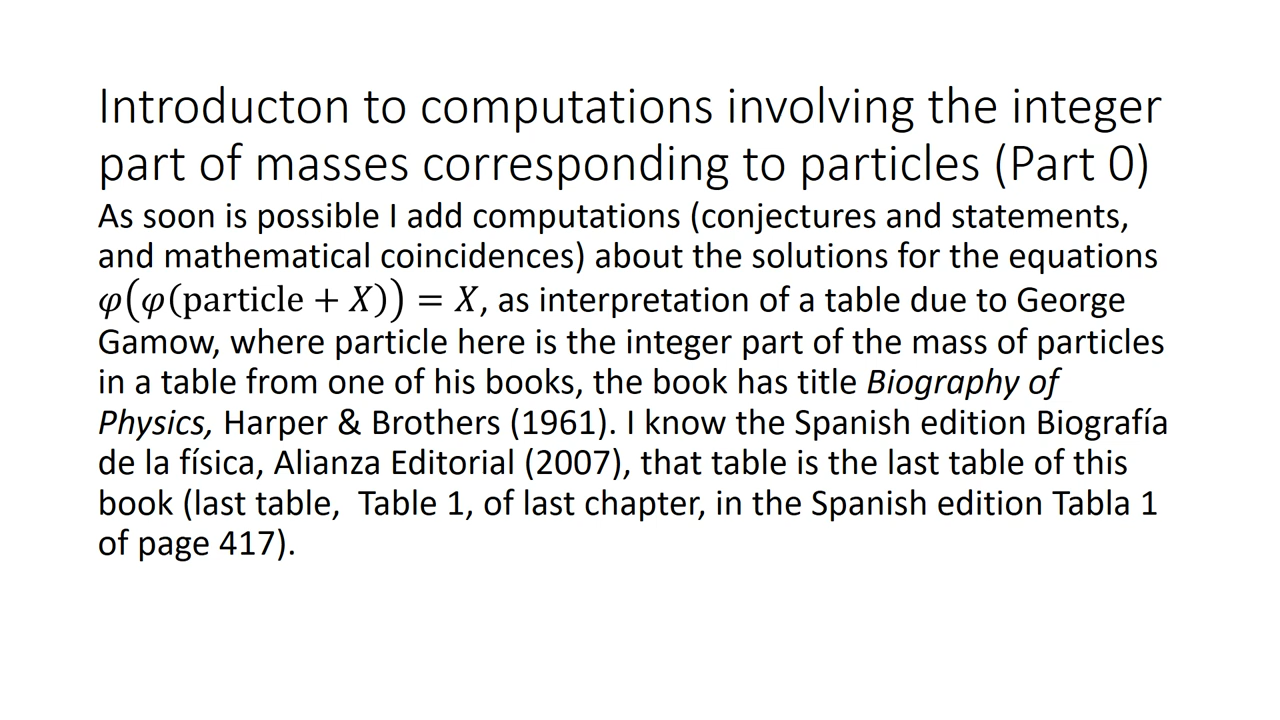 Introducton to computations involving the integer
part of masses corresponding to particles (Part 0)
As soon is possible I add computations (conjectures and statements,
and mathematical coincidences) about the solutions for the equations
φ(φ(particle + X)) = X, as interpretation of a table due to George
Gamow, where particle here is the integer part of the mass of particles
in a table from one of his books, the book has title Biography of
Physics, Harper & Brothers (1961). I know the Spanish edition Biografía
de la física, Alianza Editorial (2007), that table is the last table of this
book (last table,  Table 1, of last chapter, in the Spanish edition Tabla 1
of page 417).